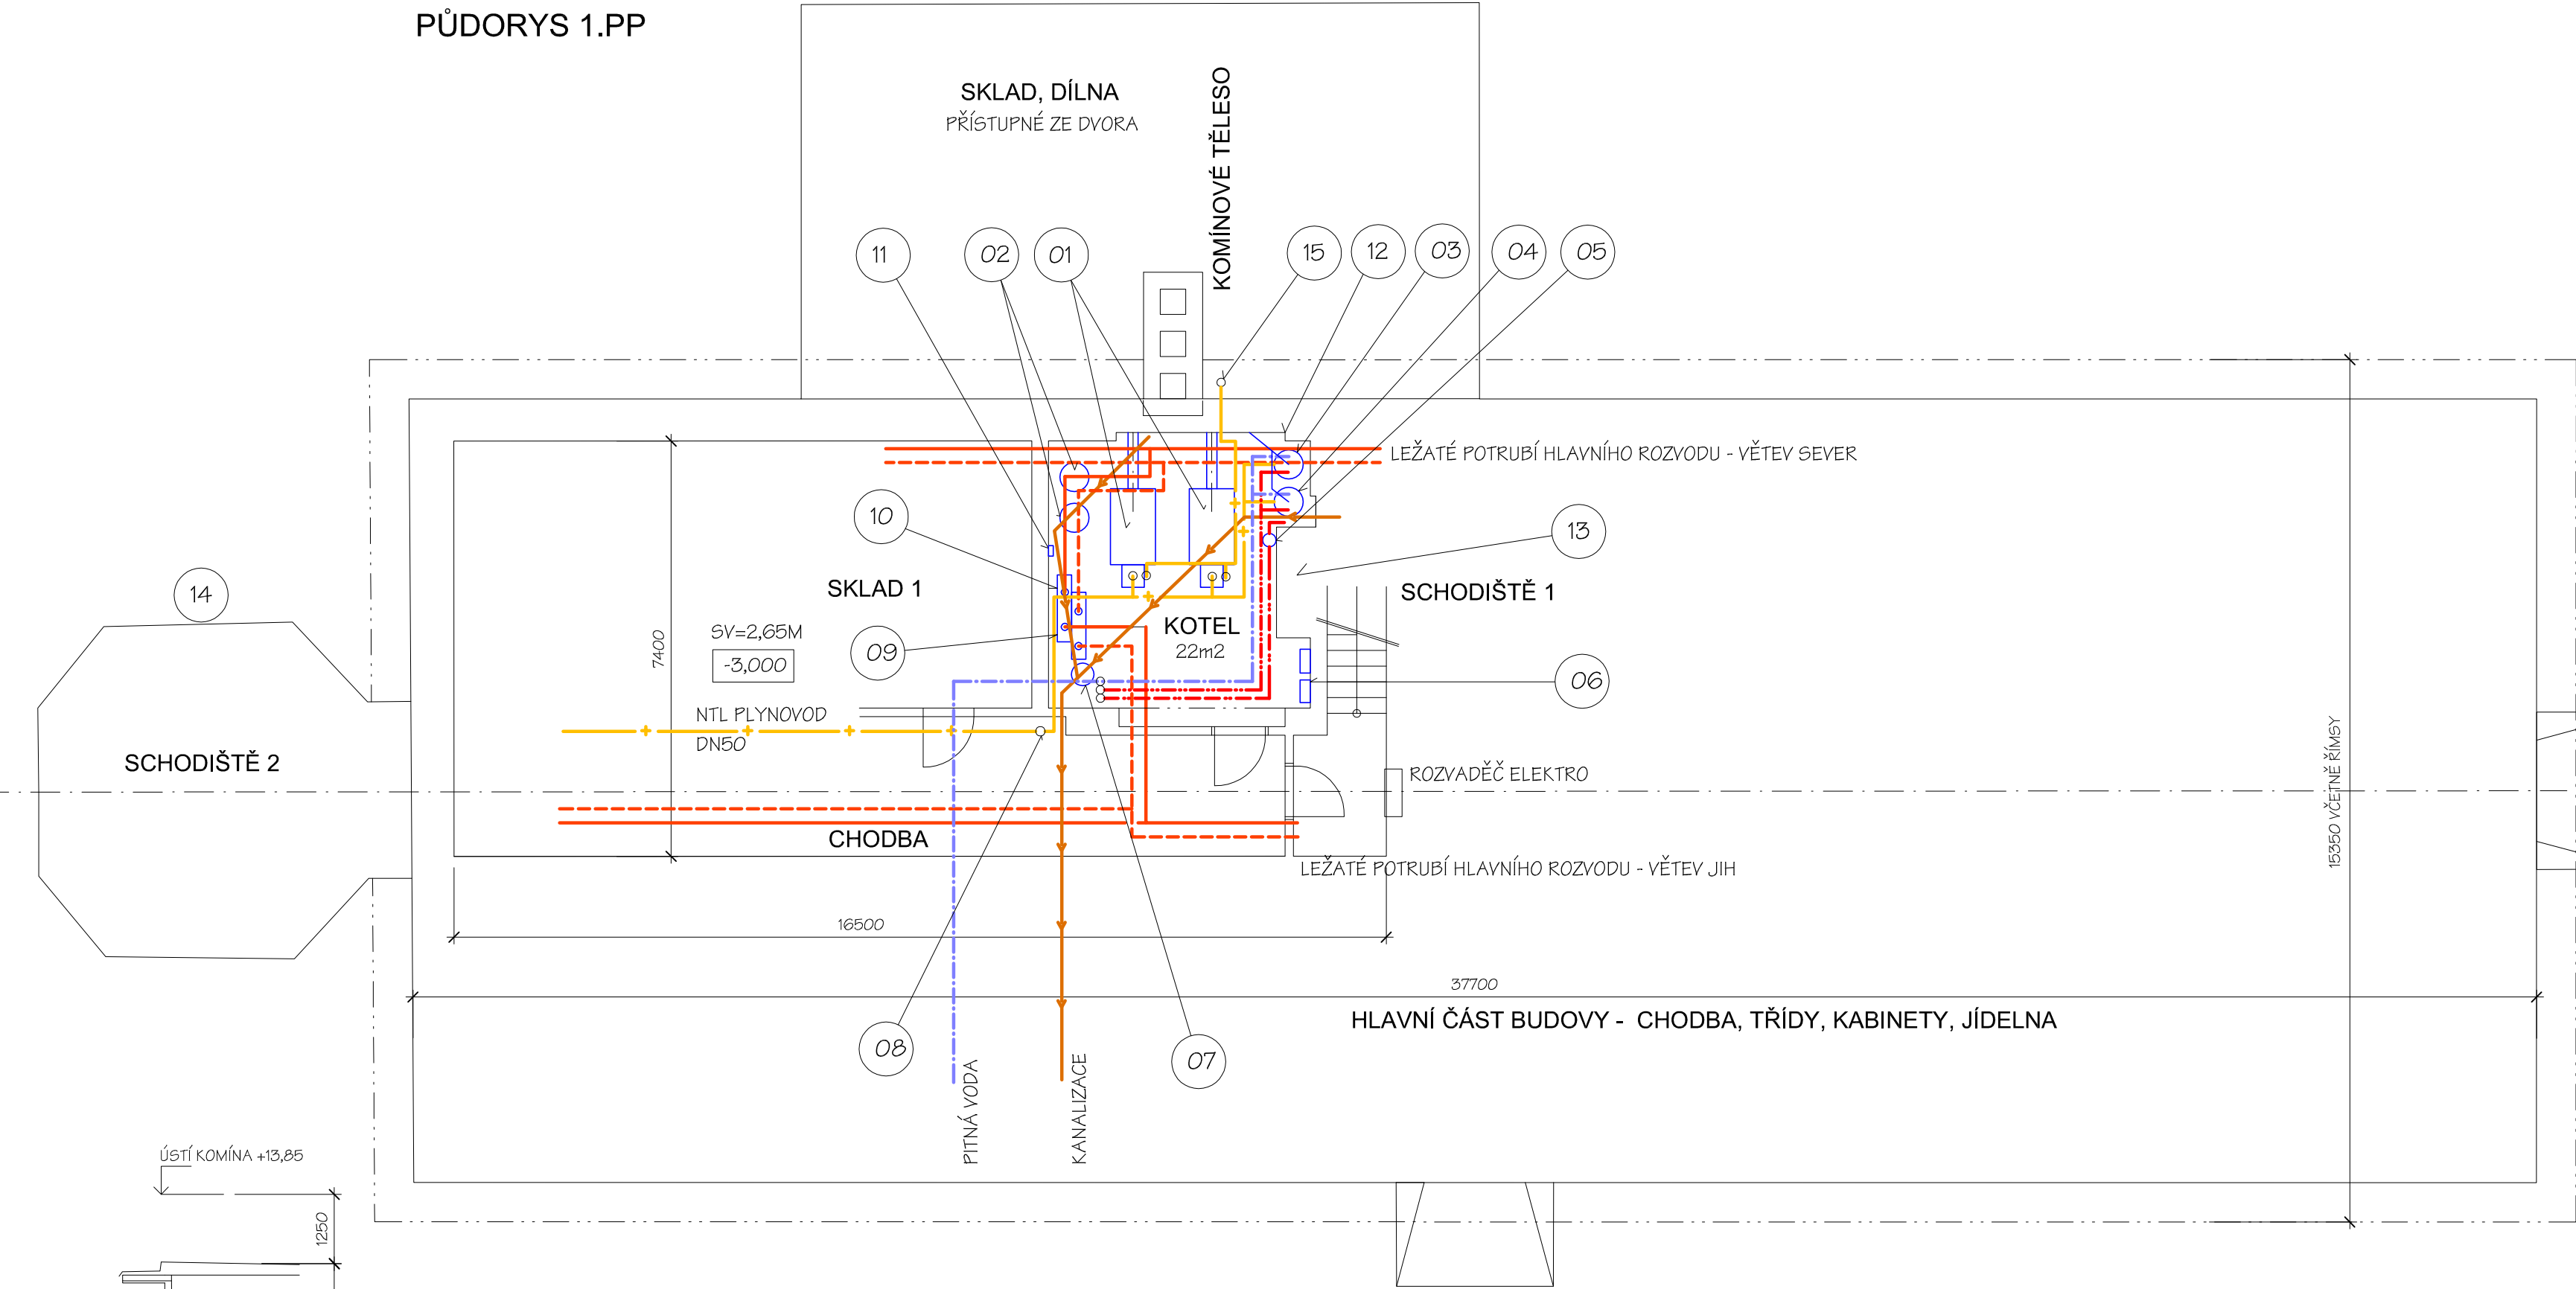 PŮDORYS 1.PP
SKLAD, DÍLNA
PŘÍSTUPNÉ ZE DVORA
KOMÍNOVÉ TĚLESO
11
02
01
15
12
03
04
05
LEŽATÉ POTRUBÍ HLAVNÍHO ROZVODU - VĚTEV SEVER
10
13
14
SKLAD 1
SCHODIŠTĚ 1
SV=2,65M
-3,000
7400
KOTEL
22m2
09
06
NTL PLYNOVOD
DN50
SCHODIŠTĚ 2
ROZVADĚČ ELEKTRO
15350 VČETNĚ ŘÍMSY
CHODBA
LEŽATÉ POTRUBÍ HLAVNÍHO ROZVODU - VĚTEV JIH
16500
37700
HLAVNÍ ČÁST BUDOVY - CHODBA, TŘÍDY, KABINETY, JÍDELNA
08
07
PITNÁ VODA
KANALIZACE
ÚSTÍ KOMÍNA +13,85
1250